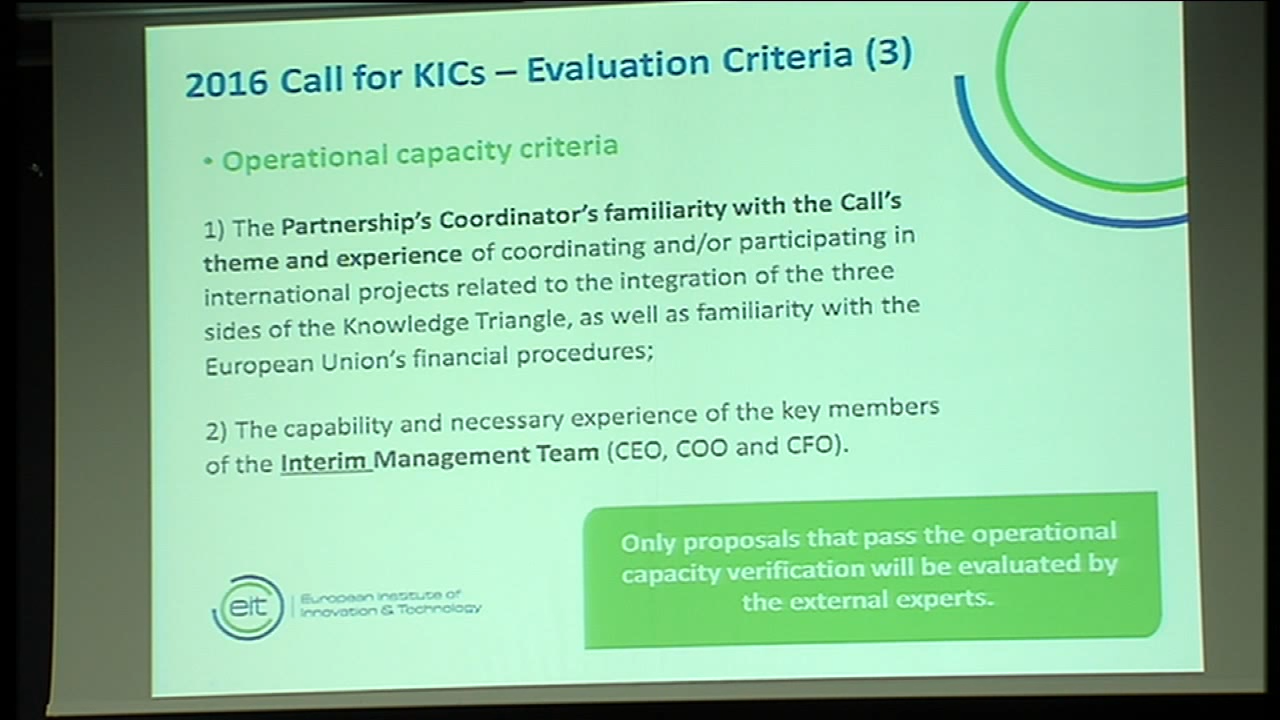 2016 Call for KICs – Evaluation Criteria (3)
• Operational capacity criteria
1) The Partnership's Coordinator's familiarity with the Call's
theme and experience of coordinating and/or participating in
international projects related to the integration of the three
sides of the Knowledge Triangle, as well as familiarity with the
European Union's financial procedures;
2) The capability and necessary experience of the key members
of the Interim Management Team (CEO, COO and CFO).
Only proposals that pass the operational
capacity verification will be evaluated by
the external experts.
eit
European Institute of
Innovation & Technology